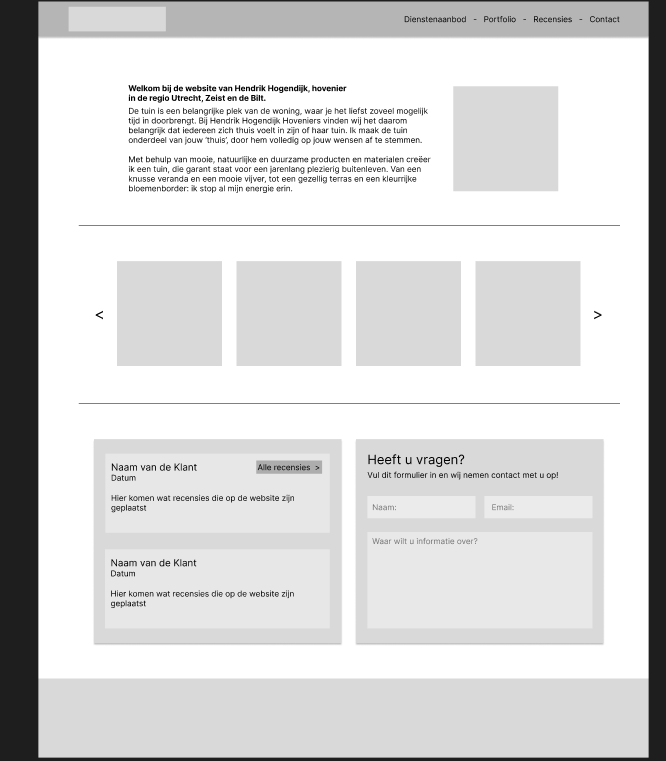 Dienstenaanbod - Portfolio - Recensies - Contact
Welkom bij de website van Hendrik Hogendijk, hovenier
in de regio Utrecht, Zeist en de Bilt.
De tuin is een belangrijke plek van de woning, waar je het liefst zoveel mogelijk
tijd in doorbrengt. Bij Hendrik Hogendijk Hoveniers vinden wij het daarom
belangrijk dat iedereen zich thuis voelt in zijn of haar tuin. Ik maak de tuin
onderdeel van jouw ‘thuis’, door hem volledig op jouw wensen af te stemmen.
Met behulp van mooie, natuurlijke en duurzame producten en materialen creëer
ik een tuin, die garant staat voor een jarenlang plezierig buitenleven. Van een
knusse veranda en een mooie vijver, tot een gezellig terras en een kleurrijke
bloemenborder: ik stop al mijn energie erin.
< >
Naam van de Klant
Alle recensies >
Datum
Hier komen wat recensies die op de website zijn
geplaatst
Naam van de Klant
Datum
Hier komen wat recensies die op de website zijn
geplaatst
Heeft u vragen?
Vul dit formulier in en wij nemen contact met u op!
Naam: Email:
Waar wilt u informatie over?